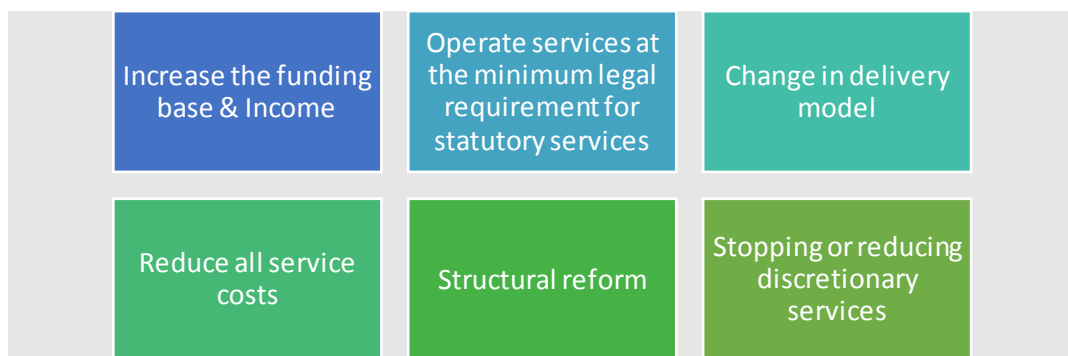 Increase the funding
base & Income
Operate services at
the minimum legal
requirement for
statutory services
Change in delivery
model
Reduce all service
costs
Structural reform
Stopping or reducing
discretionary
services